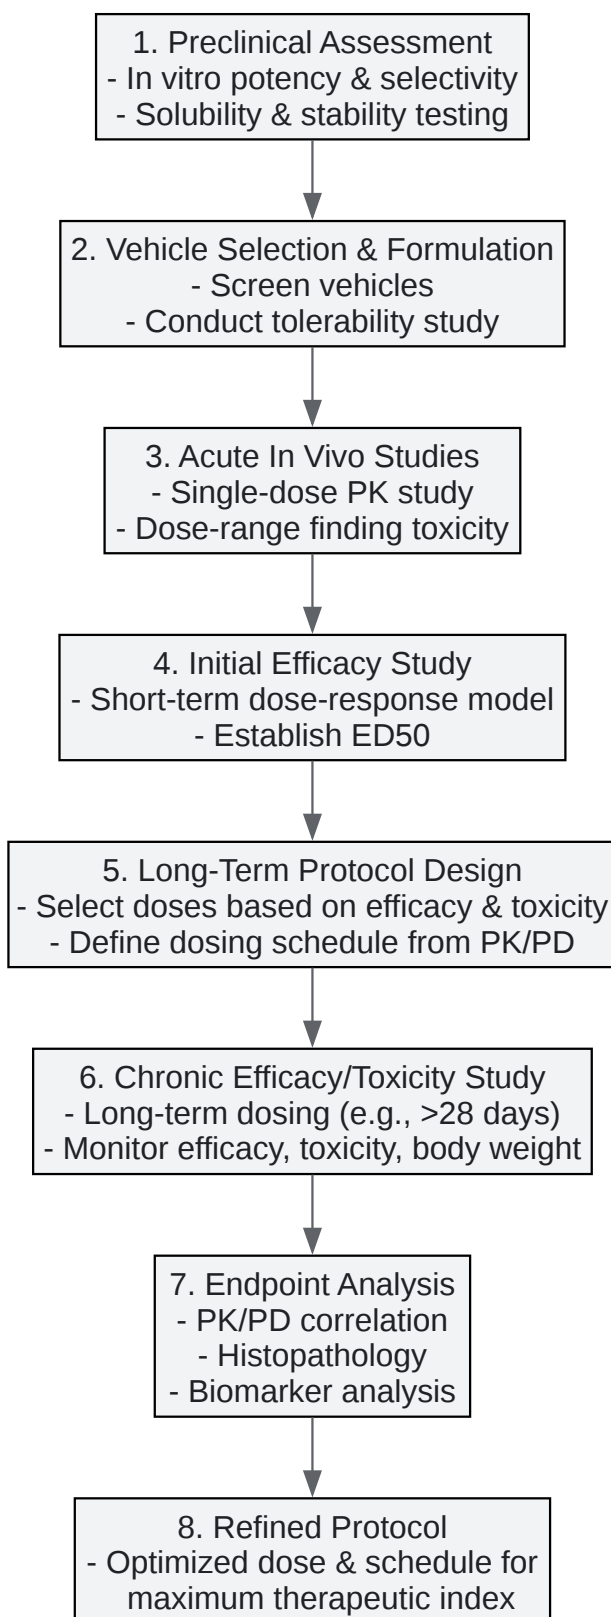 1. Preclinical Assessment
- In vitro potency & selectivity
- Solubility & stability testing
2. Vehicle Selection & Formulation
- Screen vehicles
- Conduct tolerability study
3. Acute In Vivo Studies
- Single-dose PK study
- Dose-range finding toxicity
4. Initial Efficacy Study
- Short-term dose-response model
- Establish ED50
5. Long-Term Protocol Design
- Select doses based on efficacy & toxicity
- Define dosing schedule from PK/PD
6. Chronic Efficacy/Toxicity Study
- Long-term dosing (e.g., >28 days)
- Monitor efficacy, toxicity, body weight
7. Endpoint Analysis
- PK/PD correlation
- Histopathology
- Biomarker analysis
8. Refined Protocol
- Optimized dose & schedule for
maximum therapeutic index